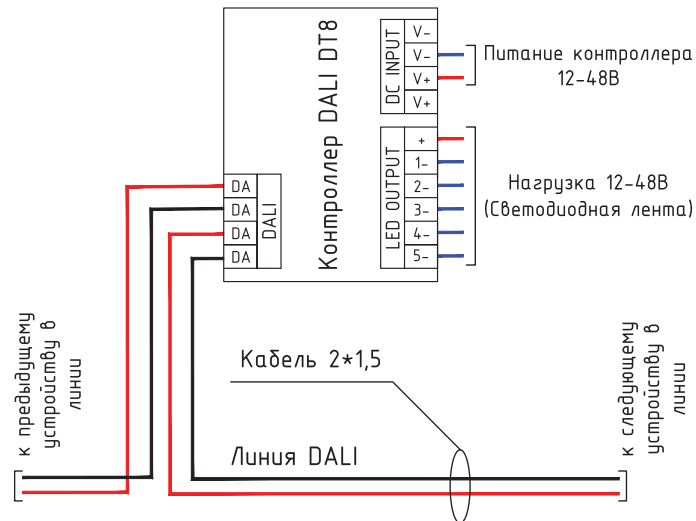 Контроллер DALI DT8
DC INPUT
V-
V-
V+
V+
Питание контроллера
12-48В
LED OUTPUT
+
1-
2-
3-
4-
5-
Нагрузка 12-48В
(Светодиодная лента)
DA
DA
DA
DA
DALI
к предыдущему
устройству в
линии
Кабель 2*1,5
Линия DALI
к следующему
устройству в
линии